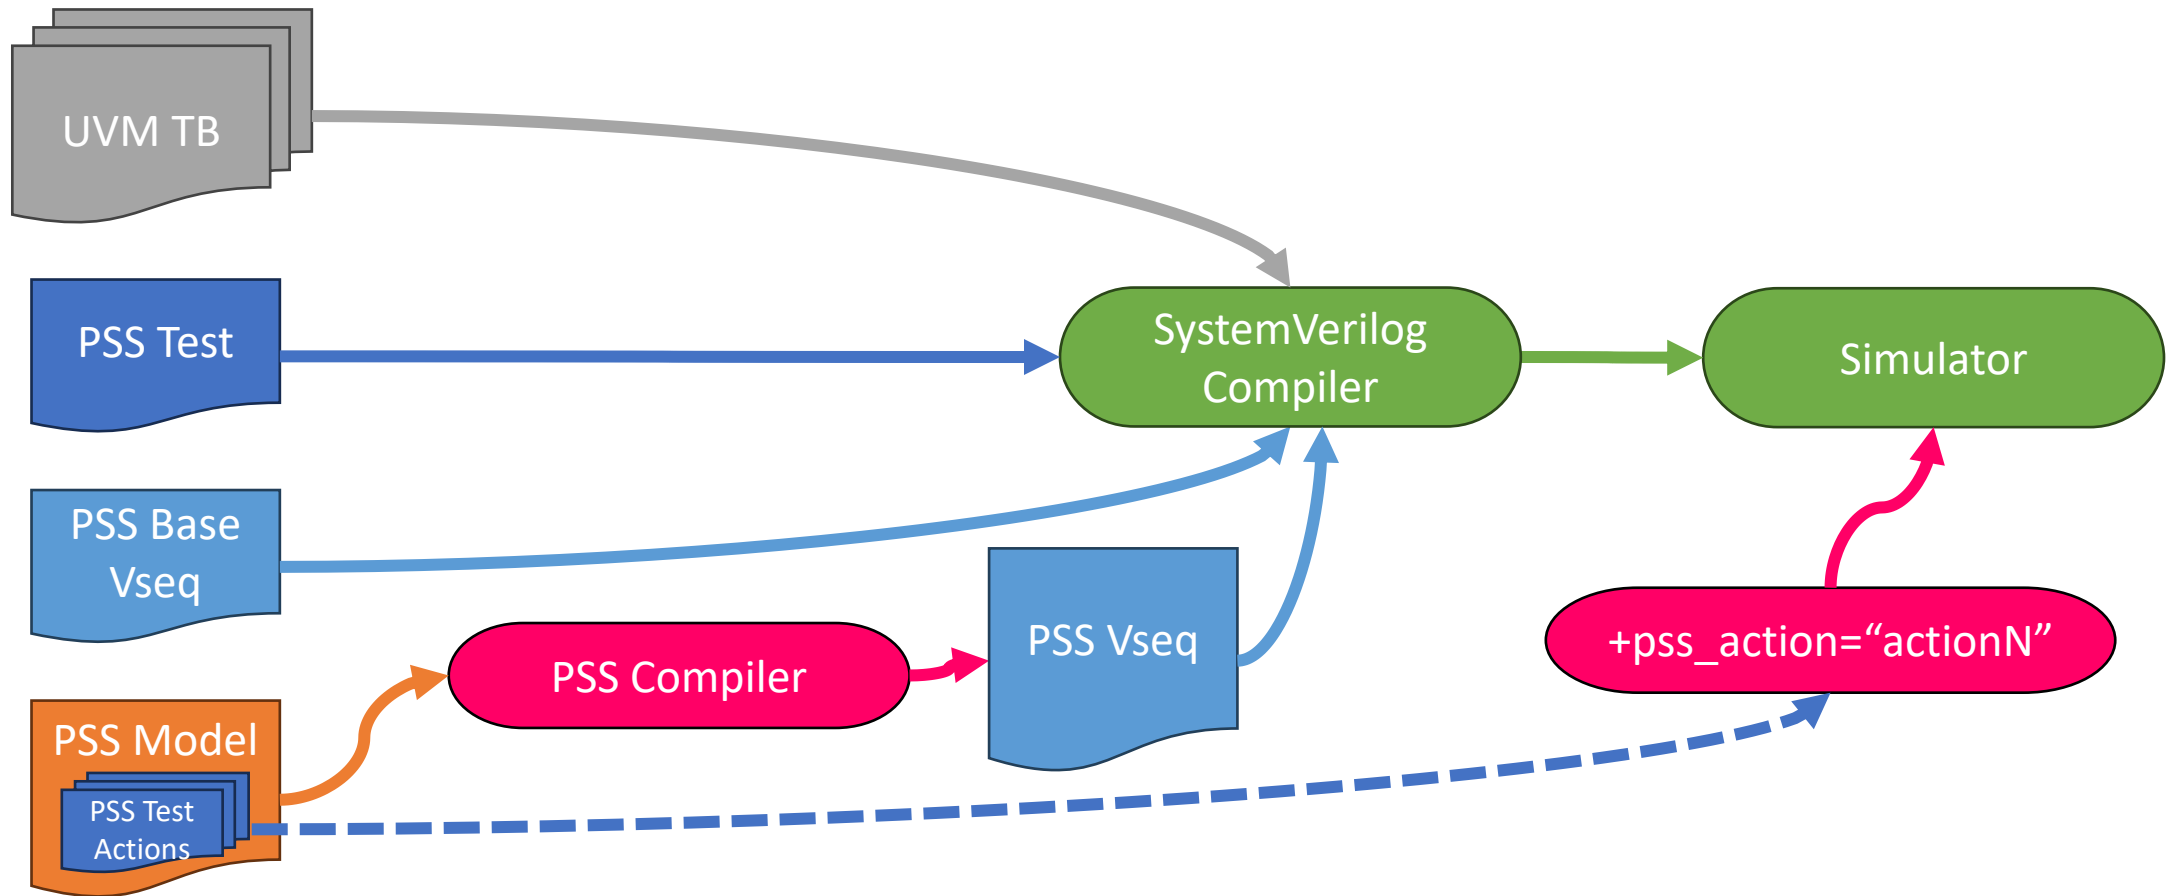 UVM TB
PSS Test
SystemVerilog
Compiler
Simulator
PSS Base
Vseq
PSS Compiler
PSS Vseq
+pss_action=“actionN”
PSS Model
PSS Test
Actions